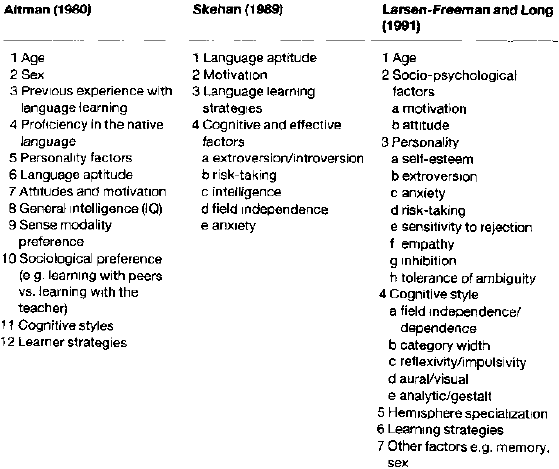 Altman (1980)
1 Age
2 Sex
3 Previous experience with
language learning
4 Proficiency in the native
language
5 Personality factors
6 Language aptitude
7 Attitudes and motivation
8 General intelligence (IQ)
9 Sense modality
preference
10 Sociological preference
(e.g. learning with peers
vs. learning with the
teacher)
11 Cognitive styles
12 Learner strategies
Skehan (1989)
1 Language aptitude
2 Motivation
3 Language learning
strategies
4 Cognitive and effective
factors
a extroversion/introversion
b risk-taking
c intelligence
d field independence
e anxiety
Larsen-Freeman and Long
(1991)
1 Age
2 Socio-psychological
factors
a motivation
b attitude
3 Personality
a self-esteem
b extroversion
c anxiety
d risk-taking
e sensitivity to rejection
f empathy
g inhibition
h tolerance of ambiguity
4 Cognitive style
a field independence/
dependence
b category width
c reflexivity/impulsivity
d aural/visual
e analytic/gestalt
5 Hemisphere specialization
6 Learning strategies
7 Other factors e.g. memory,
sex